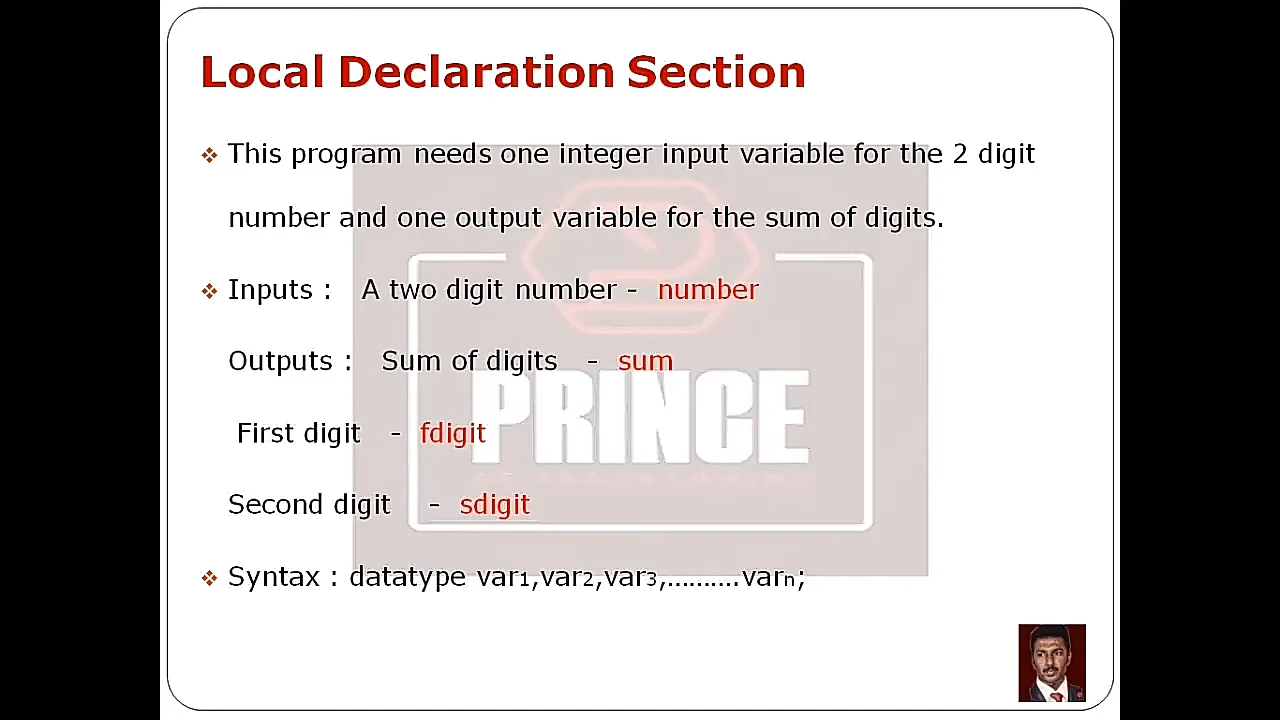 Local Declaration Section
❖ This program needs one integer input variable for the 2 digit
number and one output variable for the sum of digits.
❖ Inputs : A two digit number - number
Outputs : Sum of digits - sum
First digit - fdigit
Second digit - sdigit
❖ Syntax : datatype var1,var2,var3,..........varn;
PRINCE